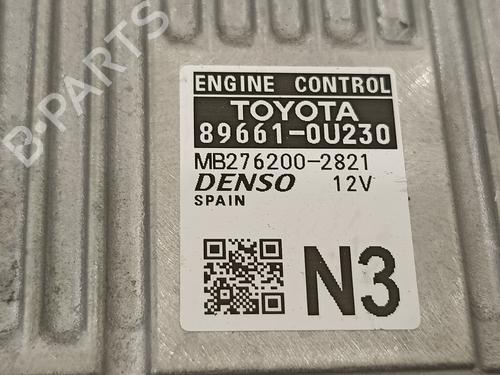 B-PARTS
ENGINE CONTROL
TOYOTA
89661-0U230
MB276200-2821
DENSO 12V
SPAIN
N3